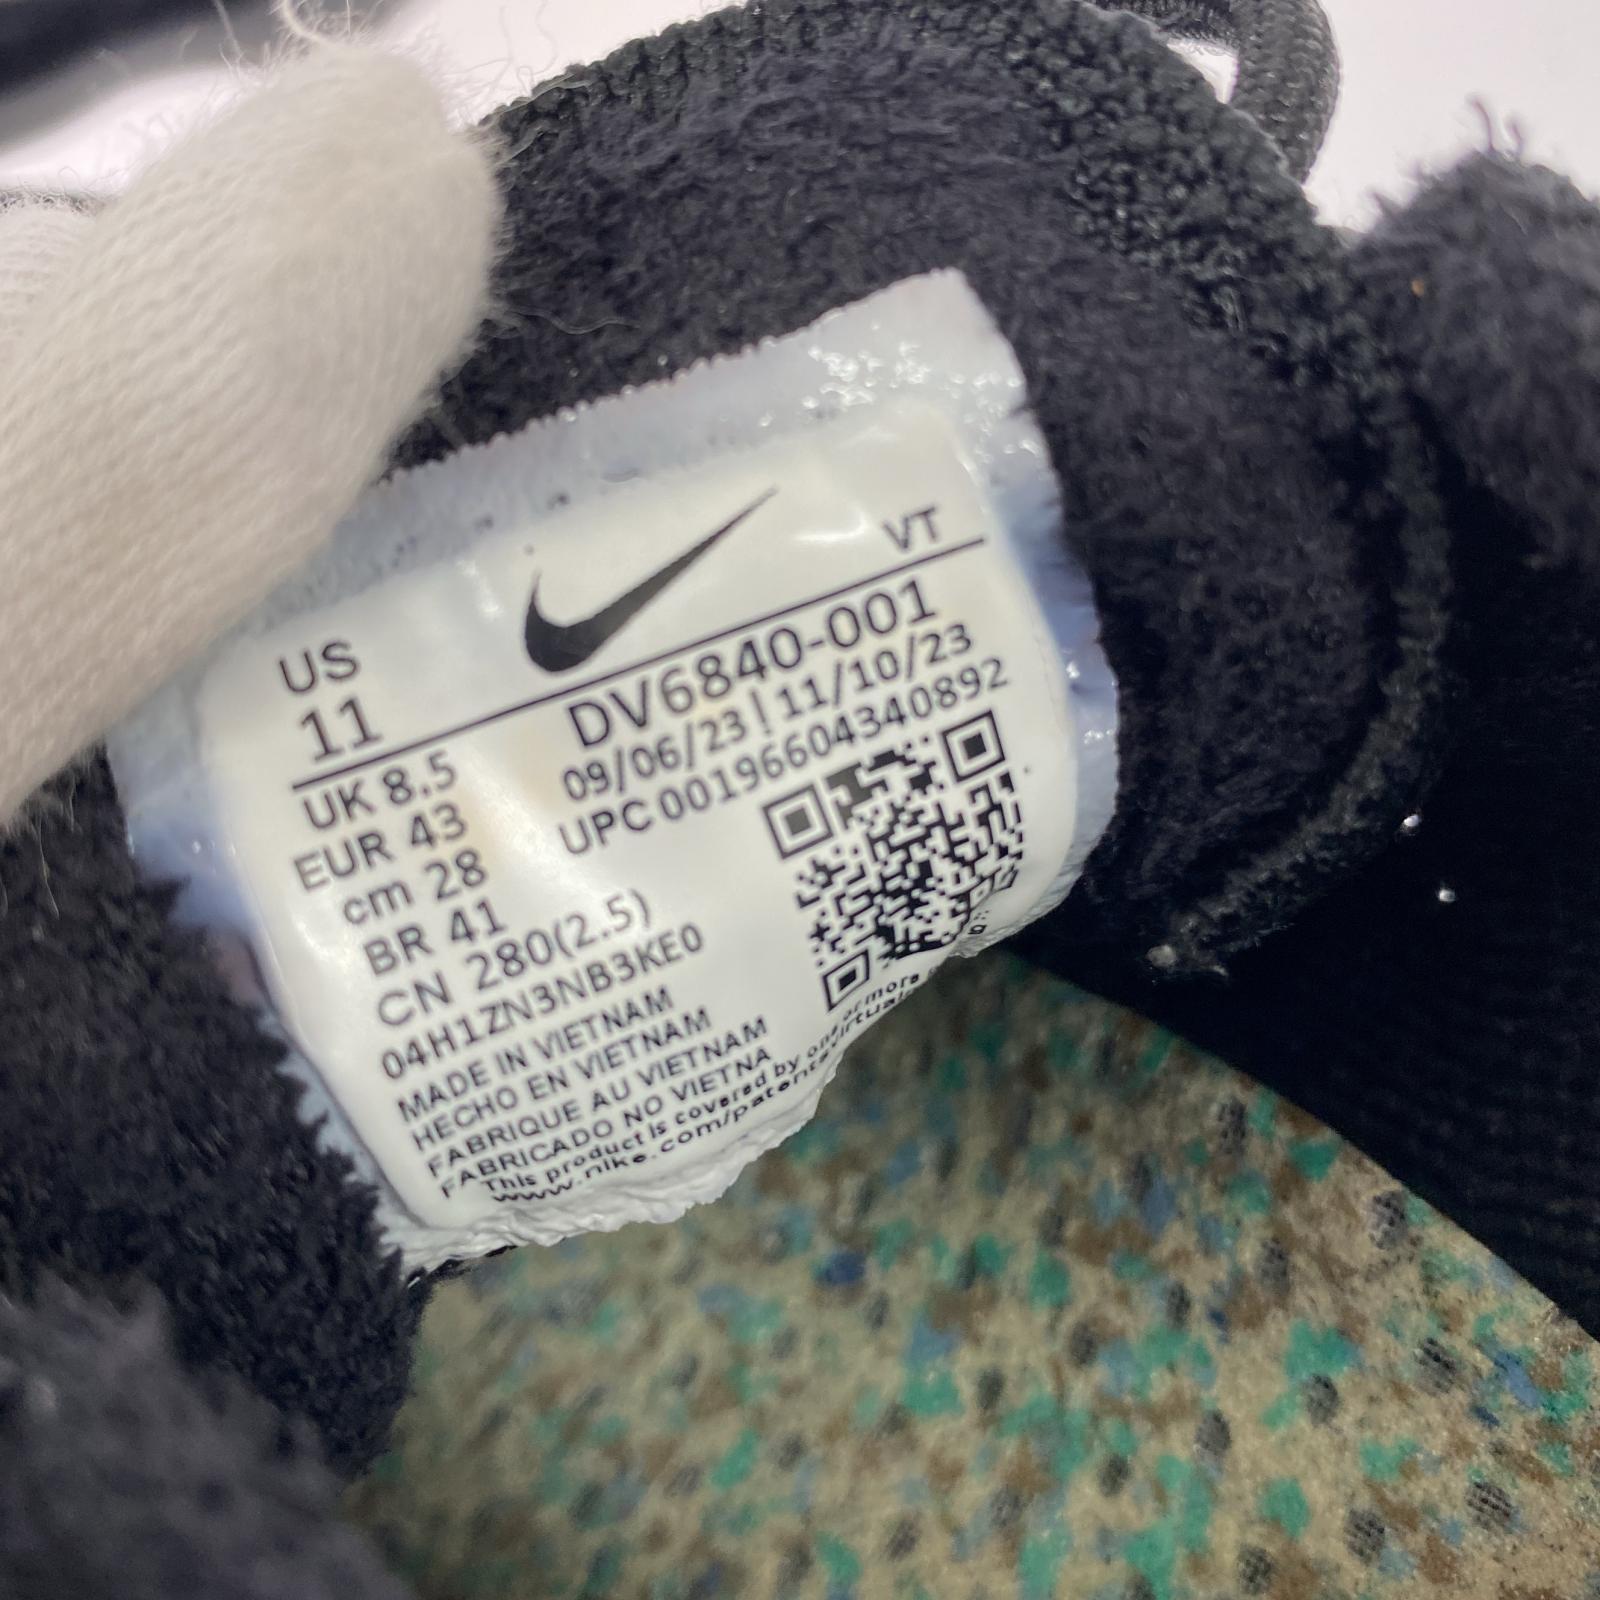 VT
US
11
DV6840-001
09/06/23 | 11/10/23
UPC 00196604340892
UK 8.5
EUR 43
cm 28
BR 41
CN 280(2.5)
04H1ZN3NB3KE0
MADE IN VIETNAM
HECHO EN VIETNAM
FABRIQUE AU VIETNAM
FABRICADO NO VIETNA
This product is covered by one or more
www.nike.com/patents